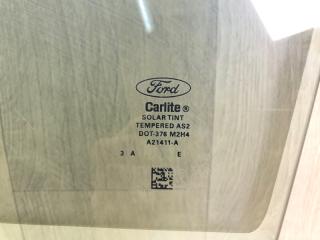 Ford
Carlite®
SOLAR TINT
TEMPERED AS2
DOT-376 M2H4
A21411-A
3 A E